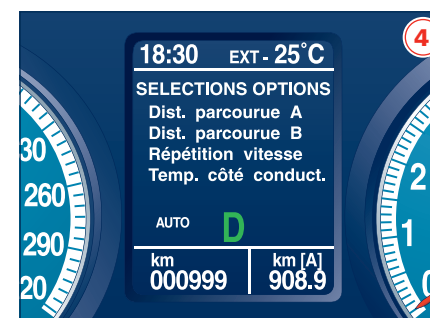 4
18:30 EXT - 25°C
SELECTIONS OPTIONS
Dist. parcourue A
Dist. parcourue B
Répétition vitesse
Temp. côté conduct.
AUTO D
km km [A]
000999 908.9
30
260
290
20
2
1
0